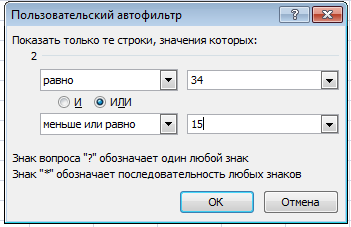 Пользовательский автофильтр
Показать только те строки, значения которых:
2
равно 34
И ИЛИ
меньше или равно 15
Знак вопроса "?" обозначает один любой знак
Знак "*" обозначает последовательность любых знаков
ОК Отмена